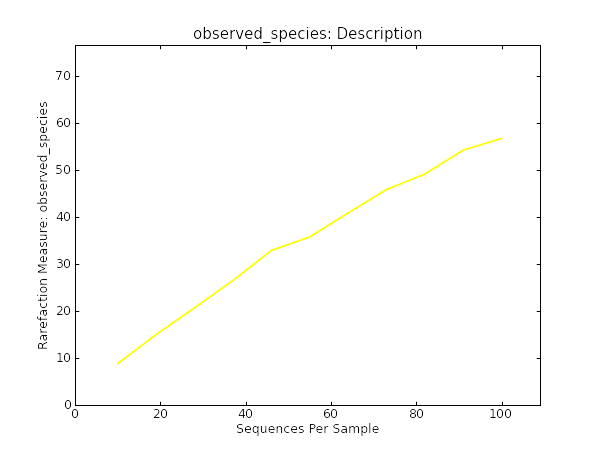 observed_species: Description
Rarefaction Measure: observed_species
70
60
50
40
30
20
10
0
0 20 40 60 80 100
Sequences Per Sample